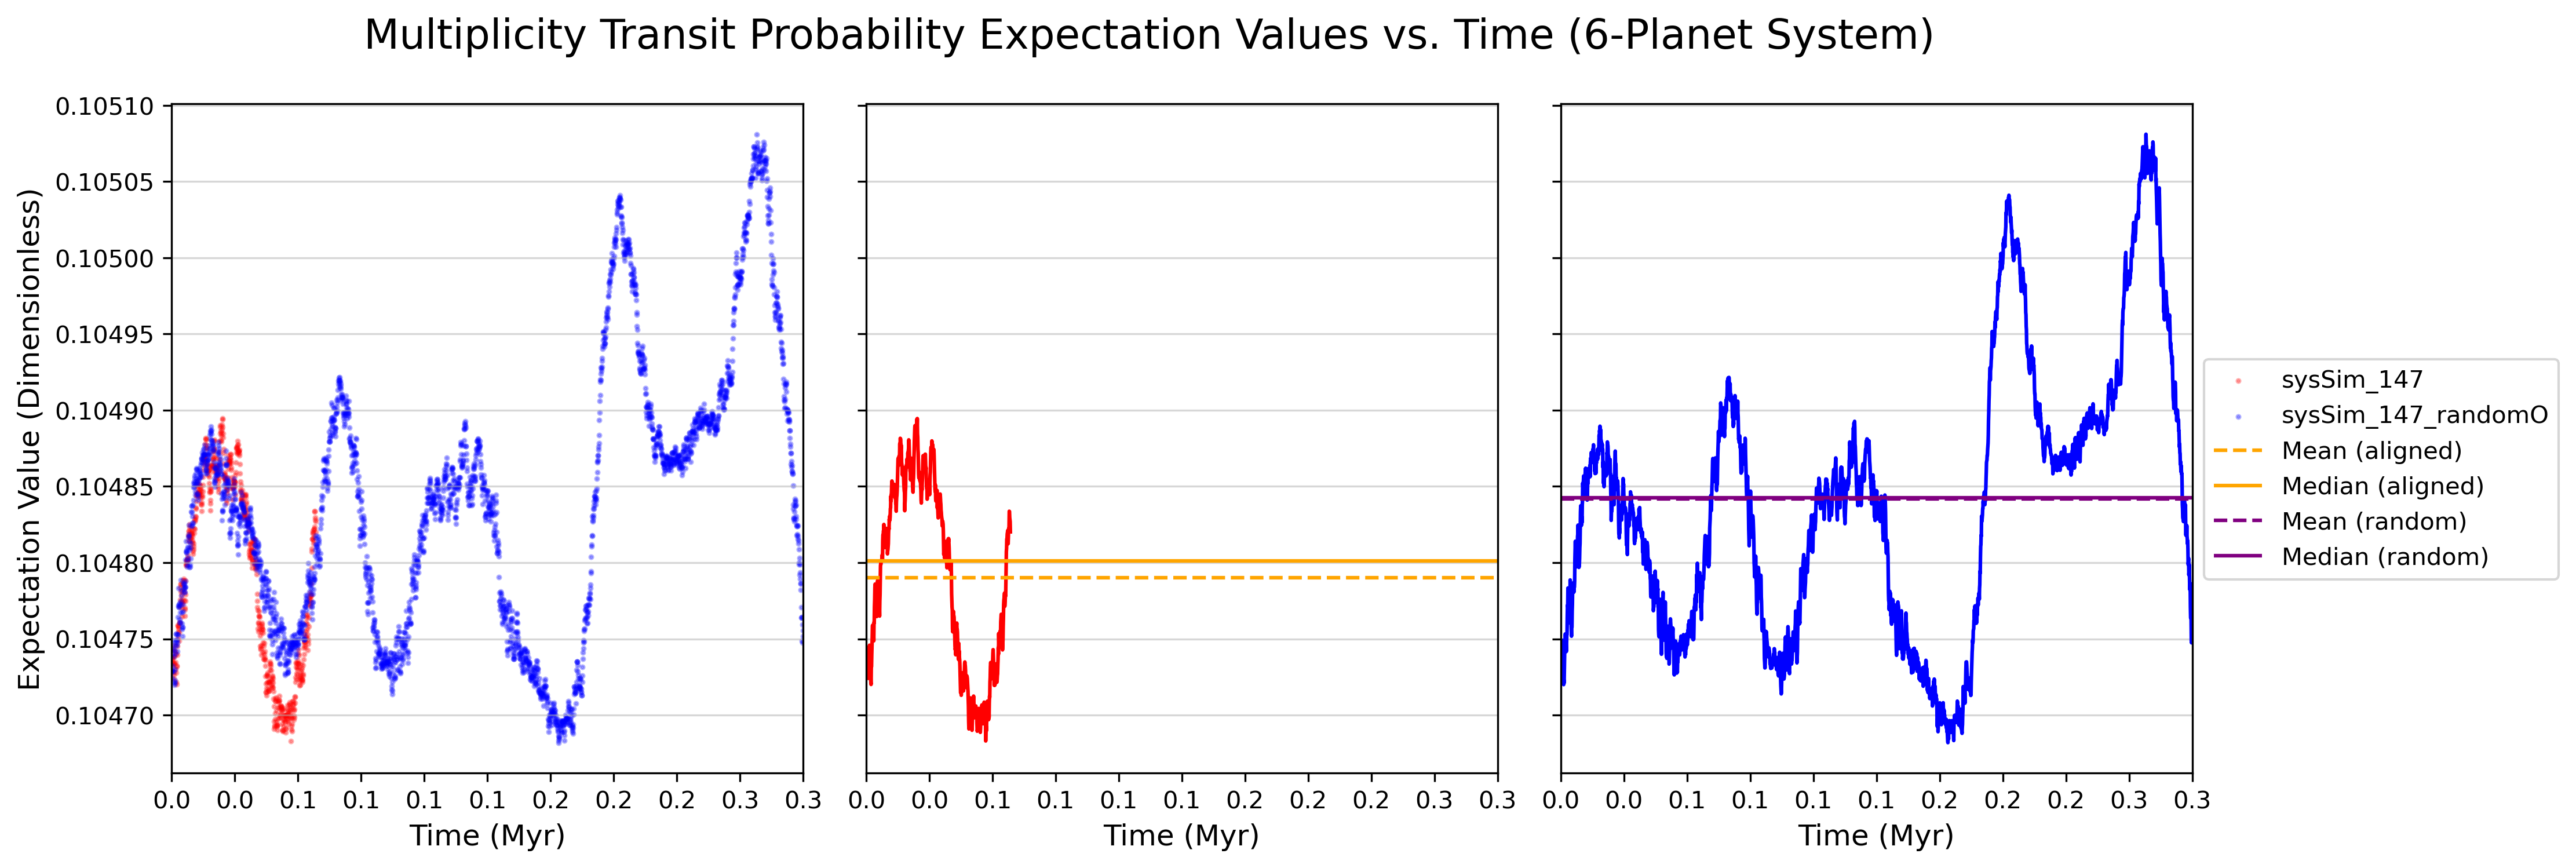 Multiplicity Transit Probability Expectation Values vs. Time (6-Planet System)
Expectation Value (Dimensionless)
0.10510
0.10505
0.10500
0.10495
0.10490
0.10485
0.10480
0.10475
0.10470
0.0 0.0 0.1 0.1 0.1 0.1 0.2 0.2 0.2 0.3 0.3
Time (Myr)
0.0 0.0 0.1 0.1 0.1 0.1 0.2 0.2 0.2 0.3 0.3
Time (Myr)
0.0 0.0 0.1 0.1 0.1 0.1 0.2 0.2 0.2 0.3 0.3
Time (Myr)
sysSim_147
sysSim_147_randomO
Mean (aligned)
Median (aligned)
Mean (random)
Median (random)